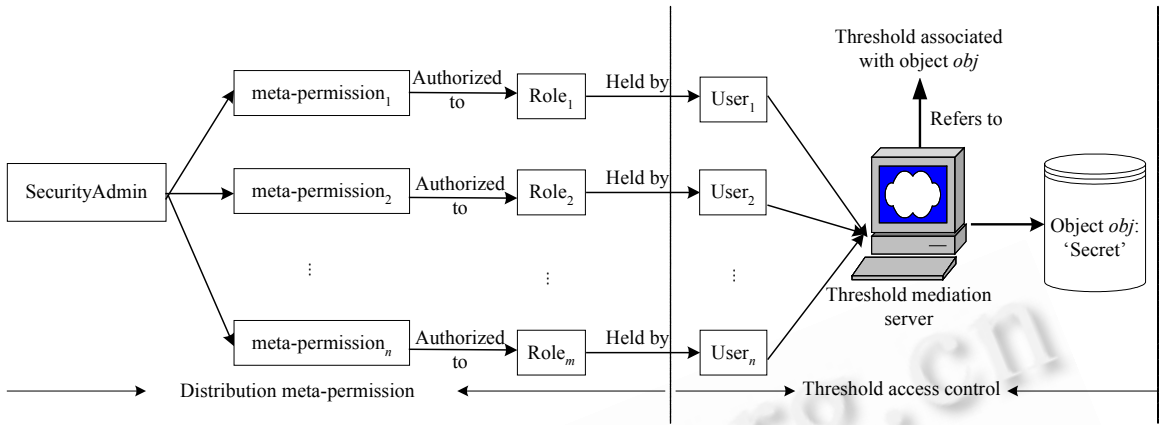 Threshold associated
with object obj
Refers to
SecurityAdmin
meta-permission1
Authorized
to
Role1
Held by
User1
meta-permission2
Authorized
to
Role2
Held by
User2
Object obj:
‘Secret’
...
...
...
Threshold mediation
server
meta-permissionn
Authorized
to
Rolem
Held by
Usern
Distribution meta-permission
Threshold access control